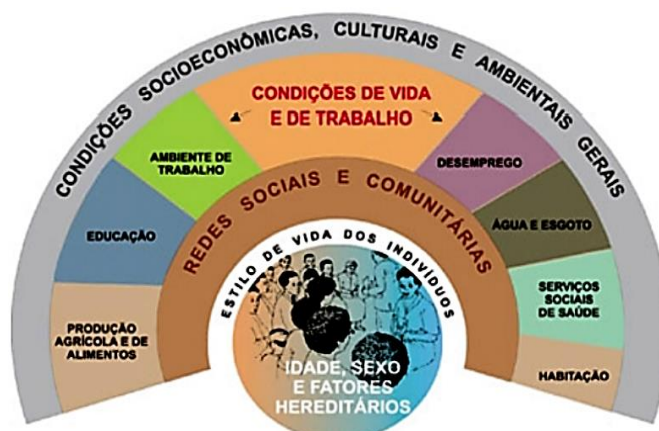 CONDIÇÕES SOCIOECONÔMICAS, CULTURAIS E AMBIENTAIS GERAIS
CONDIÇÕES DE VIDA
E DE TRABALHO
AMBIENTE DE
TRABALHO
DESEMPREGO
REDES SOCIAIS E COMUNITÁRIAS
EDUCAÇÃO
ÁGUA E ESGOTO
ESTILO DE VIDA DOS INDIVÍDUOS
SERVIÇOS
SOCIAIS
DE SAÚDE
PRODUÇÃO
AGRÍCOLA E DE
ALIMENTOS
HABITAÇÃO
IDADE, SEXO
E FATORES
HEREDITÁRIOS